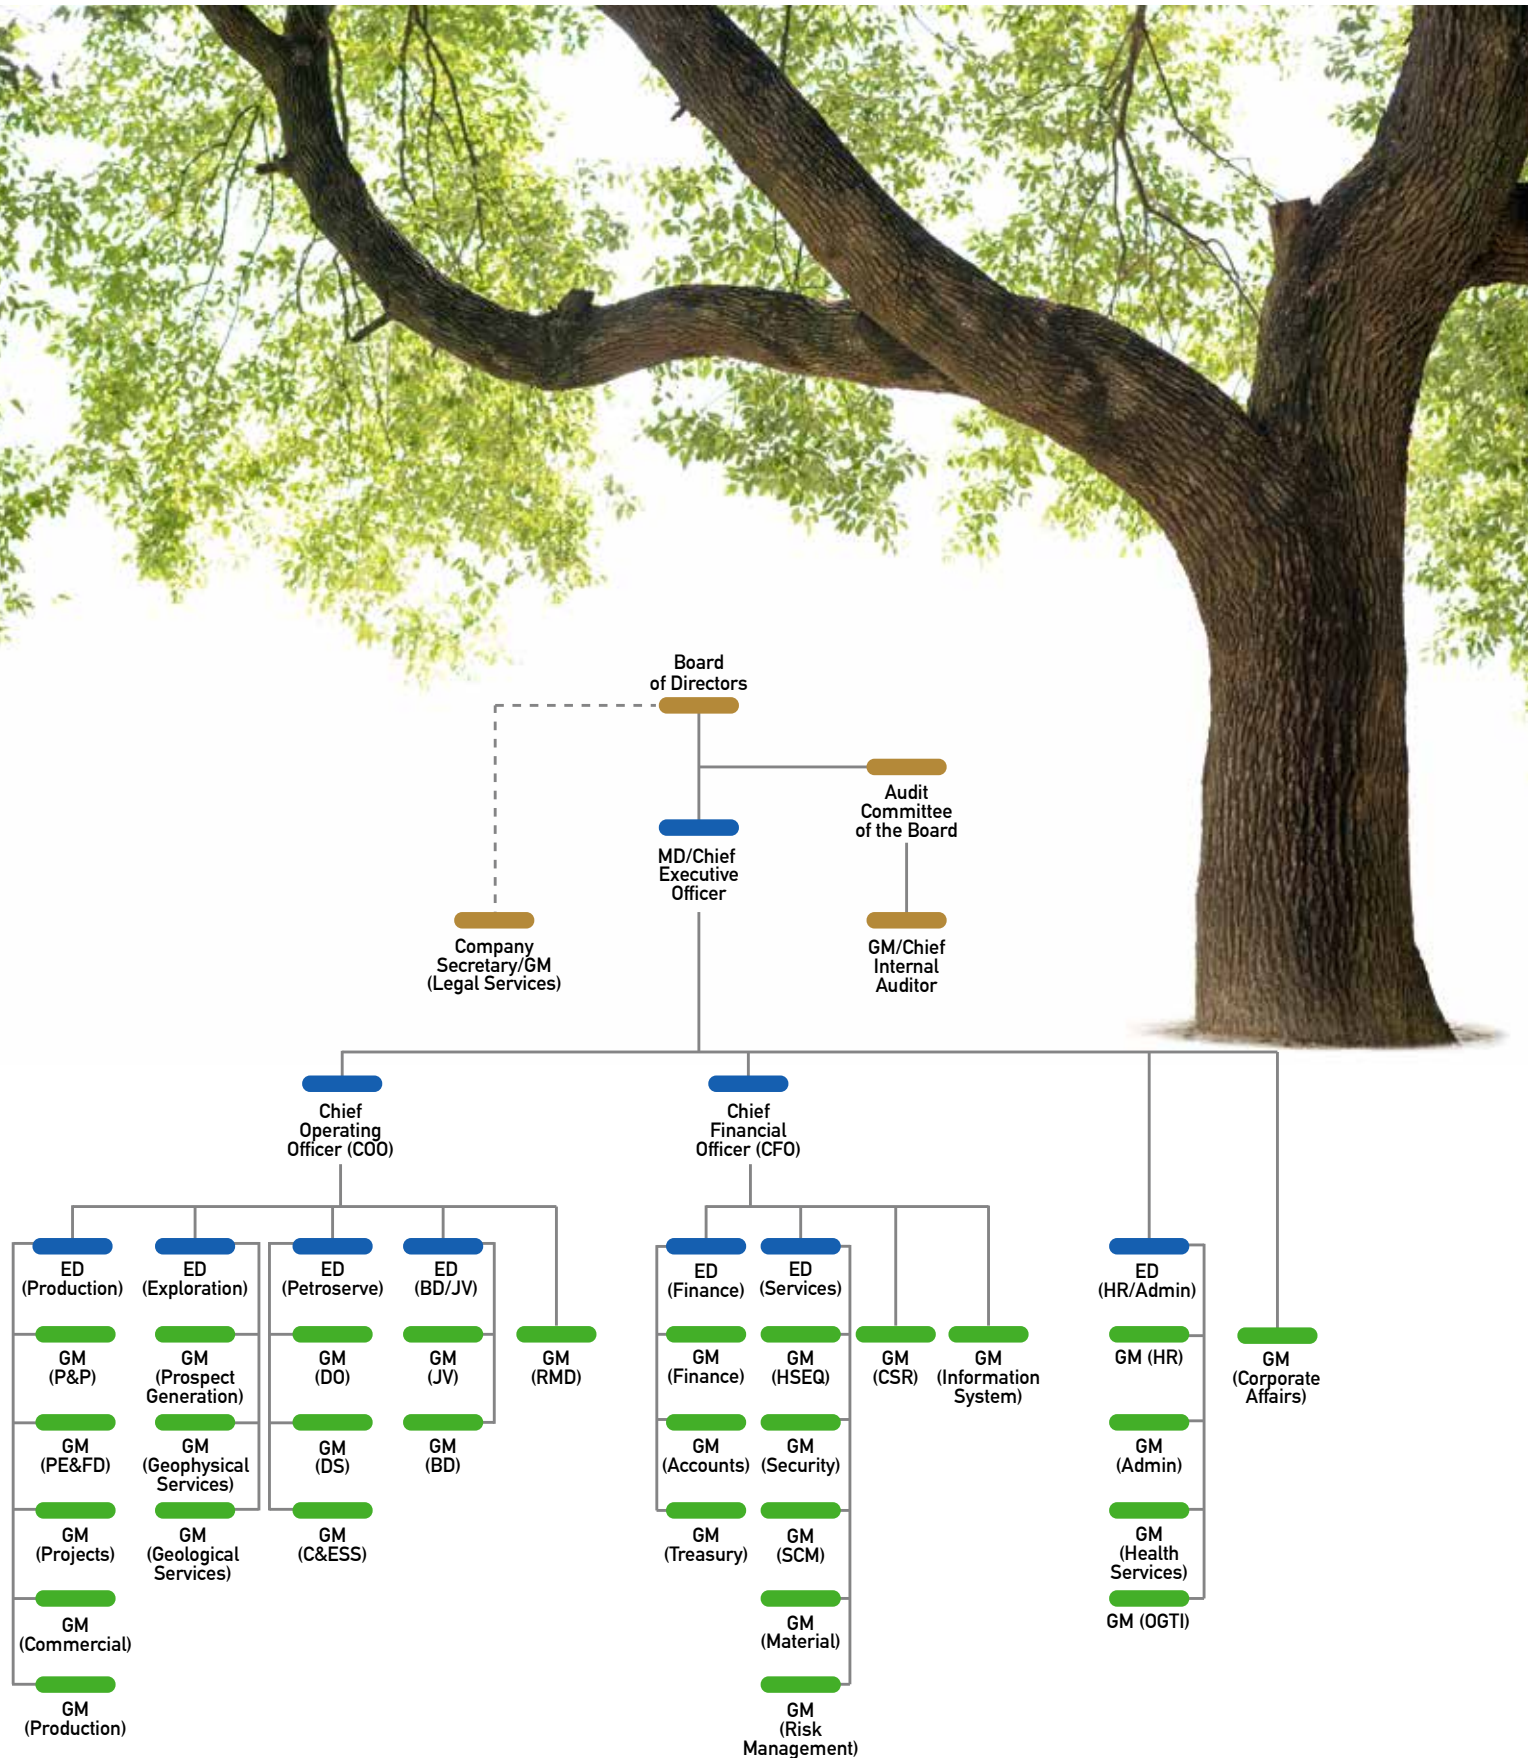 Board
of Directors
Audit
Committee
of the Board
MD/Chief
Executive
Officer
Company
Secretary/GM
(Legal Services)
GM/Chief
Internal
Auditor
Chief
Operating
Officer (COO)
Chief
Financial
Officer (CFO)
ED
(Production)
ED
(Exploration)
ED
(Petroserve)
ED
(BD/JV)
ED
(Finance)
ED
(Services)
ED
(HR/Admin)
GM
(P&P)
GM
(Prospect
Generation)
GM
(DO)
GM
(JV)
GM
(RMD)
GM
(Finance)
GM
(HSEQ)
GM
(CSR)
GM
(Information
System)
GM (HR)
GM
(Corporate
Affairs)
GM
(PE&FD)
GM
(Geophysical
Services)
GM
(DS)
GM
(BD)
GM
(Accounts)
GM
(Security)
GM
(Admin)
GM
(Projects)
GM
(Geological
Services)
GM
(C&ESS)
GM
(Treasury)
GM
(SCM)
GM
(Health
Services)
GM
(Commercial)
GM
(Material)
GM (OGTI)
GM
(Production)
GM
(Risk
Management)